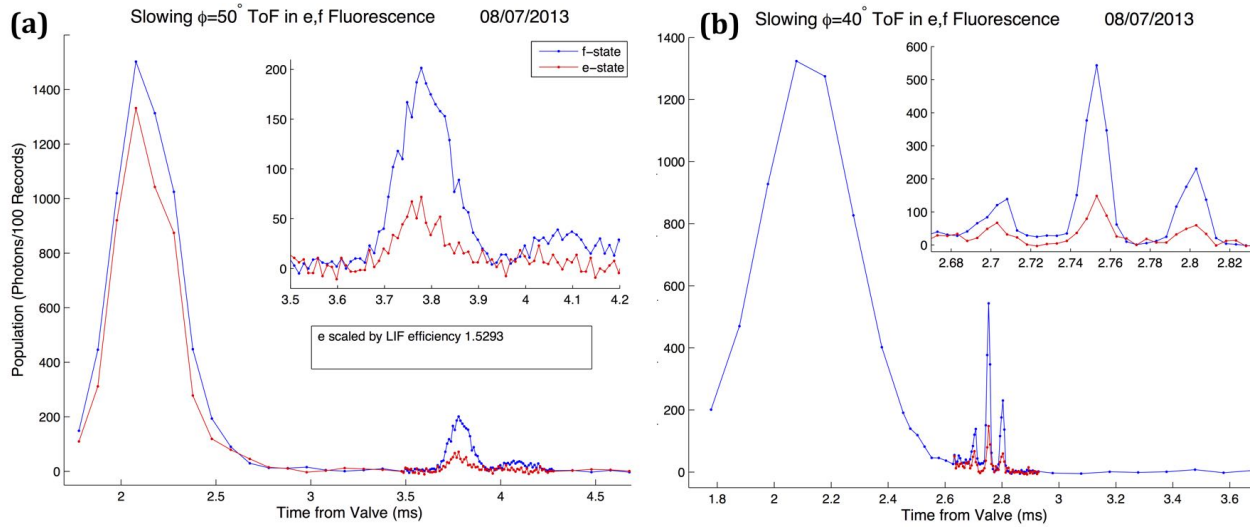 (a)
Slowing ϕ=50° ToF in e,f Fluorescence 08/07/2013
f-state
e-state
200
150
100
50
0
3.5 3.6 3.7 3.8 3.9 4 4.1 4.2
e scaled by LIF efficiency 1.5293
Population (Photons/100 Records)
1400
1200
1000
800
600
400
200
0
2 2.5 3 3.5 4 4.5
Time from Valve (ms)
(b)
Slowing ϕ=40° ToF in e,f Fluorescence 08/07/2013
600
500
400
300
200
100
0
2.68 2.7 2.72 2.74 2.76 2.78 2.8 2.82
1400
1200
1000
800
600
400
200
0
1.8 2 2.2 2.4 2.6 2.8 3 3.2 3.4 3.6
Time from Valve (ms)